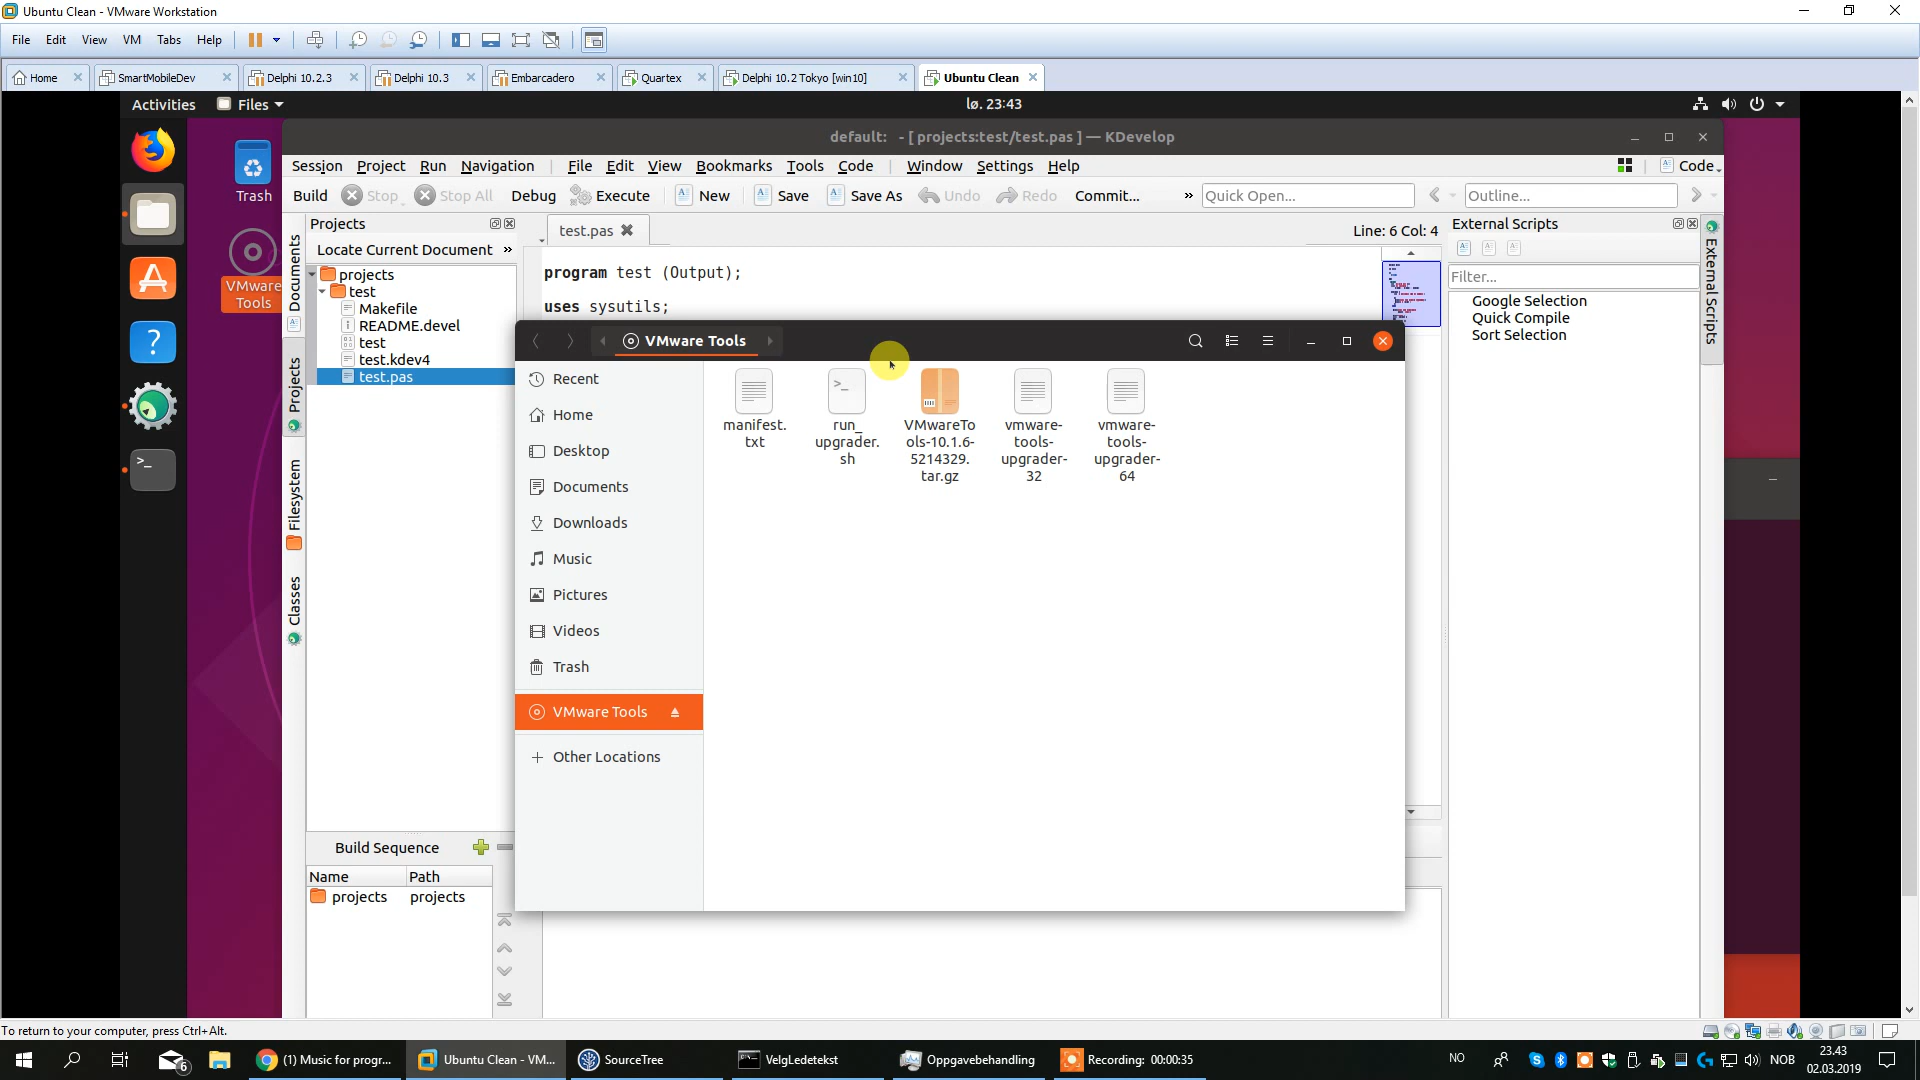 Ubuntu Clean - VMware Workstation
File Edit View VM Tabs Help
Home SmartMobileDev Delphi 10.2.3 Delphi 10.3 Embarcadero Quartex Delphi 10.2 Tokyo [win10] Ubuntu Clean
Activities Files lø. 23:43
default: - [ projects:test/test.pas ] — KDevelop
Session Project Run Navigation File Edit View Bookmarks Tools Code Window Settings Help Code
Build Stop Stop All Debug Execute New Save Save As Undo Redo Commit... » Quick Open... Outline...
Trash
VMware
Tools
Documents
Projects
Filesystem
Classes
Projects
Locate Current Document »
projects
test
Makefile
README.devel
test
test.kdev4
test.pas
test.pas
Line: 6 Col: 4
program test (Output);
uses sysutils;
External Scripts
Filter...
Google Selection
Quick Compile
Sort Selection
External Scripts
VMware Tools
Recent
Home
Desktop
Documents
Downloads
Music
Pictures
Videos
Trash
VMware Tools
Other Locations
manifest.
txt
run_
upgrader.
sh
VMwareTo
ols-10.1.6-
5214329.
tar.gz
vmware-
tools-
upgrader-
32
vmware-
tools-
upgrader-
64
Build Sequence
Name Path
projects projects
To return to your computer, press Ctrl+Alt.
6 (1) Music for progr... Ubuntu Clean - VM... SourceTree VelgLedetekst Oppgavebehandling Recording: 00:00:35 NO NOB
23.43
02.03.2019